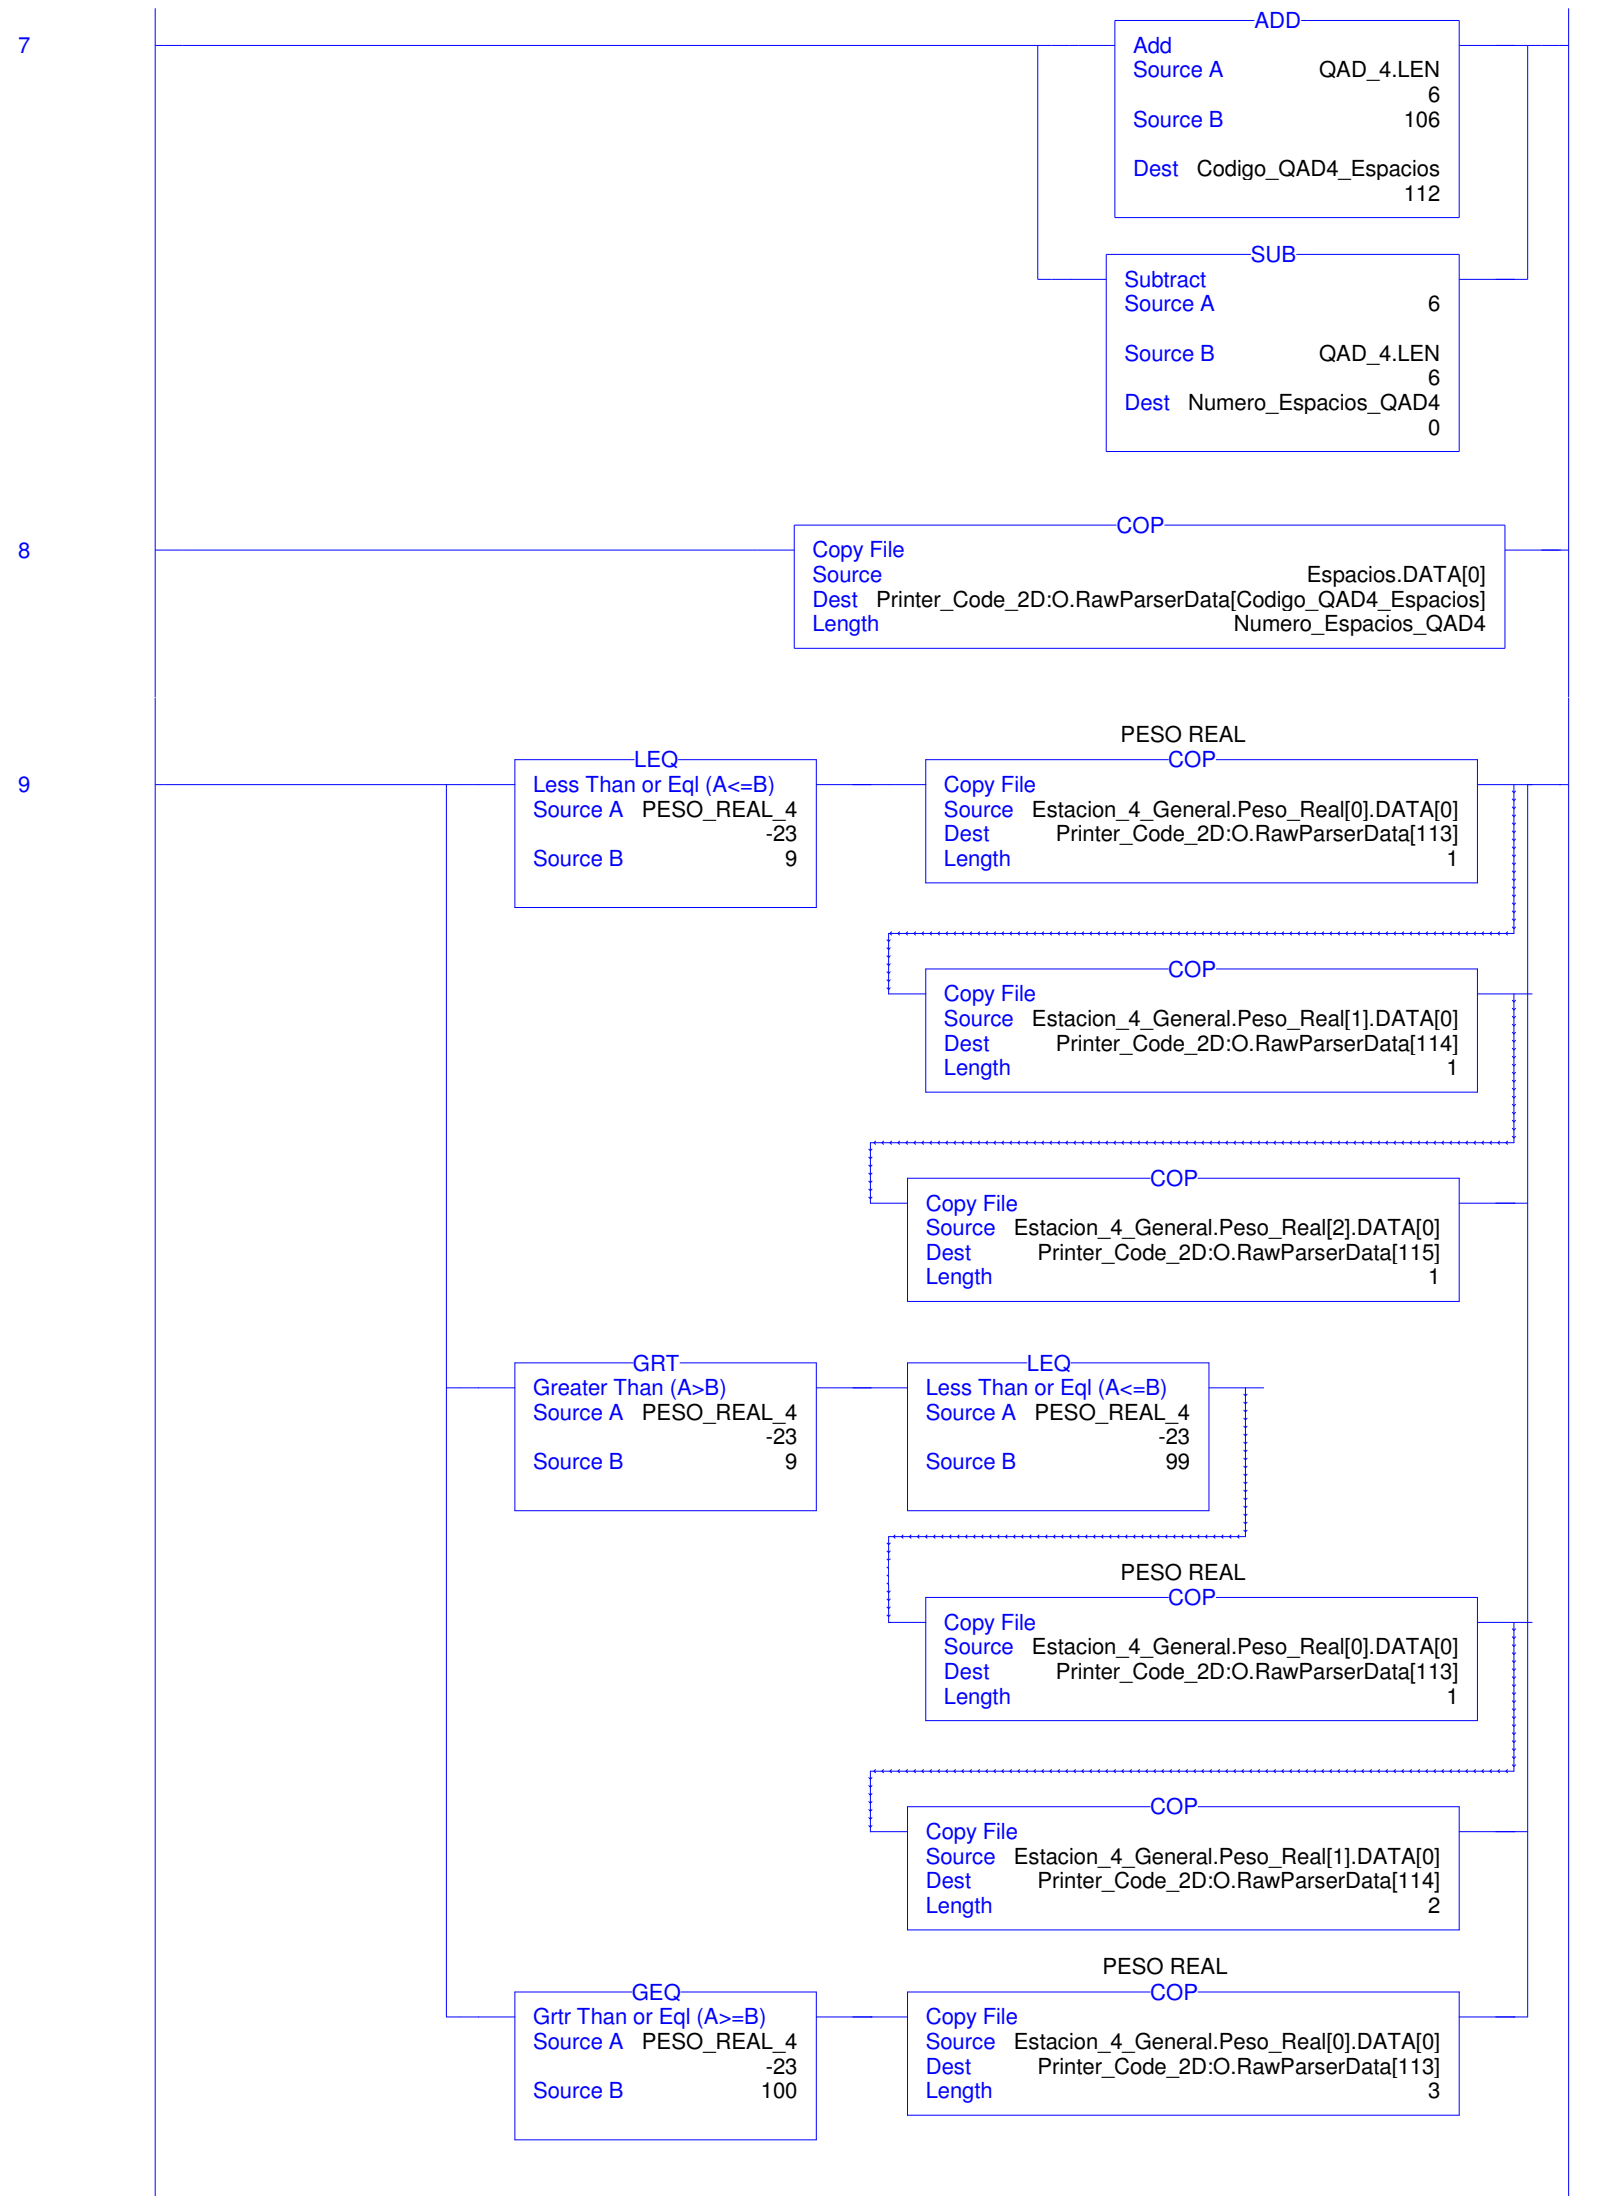 7
ADD
Add
Source A QAD_4.LEN
6
Source B 106
Dest Codigo_QAD4_Espacios
112
SUB
Subtract
Source A 6
Source B QAD_4.LEN
6
Dest Numero_Espacios_QAD4
0
8
COP
Copy File
Source Espacios.DATA[0]
Dest Printer_Code_2D:O.RawParserData[Codigo_QAD4_Espacios]
Length Numero_Espacios_QAD4
9
LEQ
Less Than or Eql (A<=B)
Source A PESO_REAL_4
-23
Source B 9
PESO REAL
COP
Copy File
Source Estacion_4_General.Peso_Real[0].DATA[0]
Dest Printer_Code_2D:O.RawParserData[113]
Length 1
COP
Copy File
Source Estacion_4_General.Peso_Real[1].DATA[0]
Dest Printer_Code_2D:O.RawParserData[114]
Length 1
COP
Copy File
Source Estacion_4_General.Peso_Real[2].DATA[0]
Dest Printer_Code_2D:O.RawParserData[115]
Length 1
GRT
Greater Than (A>B)
Source A PESO_REAL_4
-23
Source B 9
LEQ
Less Than or Eql (A<=B)
Source A PESO_REAL_4
-23
Source B 99
PESO REAL
COP
Copy File
Source Estacion_4_General.Peso_Real[0].DATA[0]
Dest Printer_Code_2D:O.RawParserData[113]
Length 1
COP
Copy File
Source Estacion_4_General.Peso_Real[1].DATA[0]
Dest Printer_Code_2D:O.RawParserData[114]
Length 2
GEQ
Grtr Than or Eql (A>=B)
Source A PESO_REAL_4
-23
Source B 100
PESO REAL
COP
Copy File
Source Estacion_4_General.Peso_Real[0].DATA[0]
Dest Printer_Code_2D:O.RawParserData[113]
Length 3